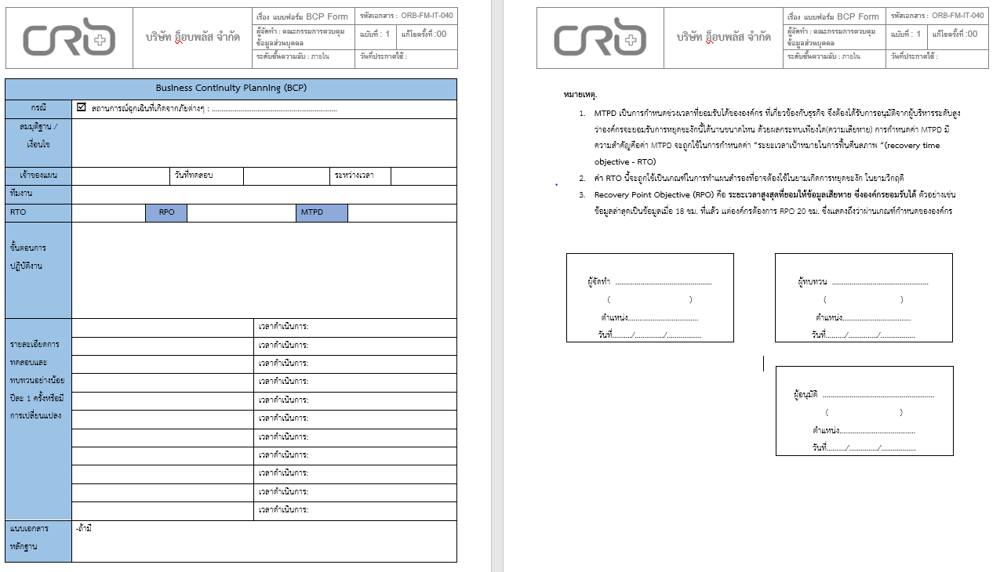 ORb
บริษัท อ็อบพลัส จำกัด
เรื่อง แบบฟอร์ม BCP Form
รหัสเอกสาร : ORB-FM-IT-040
ผู้จัดทำ : คณะกรรมการควบคุม
ข้อมูลส่วนบุคคล
ฉบับที่ : 1
แก้ไขครั้งที่ :00
ระดับชั้นความลับ : ภายใน
วันที่ประกาศใช้ :
Business Continuity Planning (BCP)
กรณี
☑ สถานการณ์ฉุกเฉินที่เกิดจากภัยต่างๆ : ........................................................
สมมุติฐาน /
เงื่อนไข
เจ้าของแผน
วันที่ทดสอบ
ระหว่างเวลา
ทีมงาน
RTO
RPO
MTPD
ขั้นตอนการ
ปฏิบัติงาน
รายละเอียดการ
ทดสอบและ
ทบทวนอย่างน้อย
ปีละ 1 ครั้งหรือมี
การเปลี่ยนแปลง
เวลาดำเนินการ:
เวลาดำเนินการ:
เวลาดำเนินการ:
เวลาดำเนินการ:
เวลาดำเนินการ:
เวลาดำเนินการ:
เวลาดำเนินการ:
เวลาดำเนินการ:
เวลาดำเนินการ:
เวลาดำเนินการ:
เวลาดำเนินการ:
แนบเอกสาร
หลักฐาน
-ถ้ามี
ORb
บริษัท อ็อบพลัส จำกัด
เรื่อง แบบฟอร์ม BCP Form
รหัสเอกสาร : ORB-FM-IT-040
ผู้จัดทำ : คณะกรรมการควบคุม
ข้อมูลส่วนบุคคล
ฉบับที่ : 1
แก้ไขครั้งที่ :00
ระดับชั้นความลับ : ภายใน
วันที่ประกาศใช้ :
หมายเหตุ.
1. MTPD เป็นการกำหนดช่วงเวลาที่ยอมรับได้ขององค์กร ที่เกี่ยวข้องกับธุรกิจ จึงต้องได้รับการอนุมัติจากผู้บริหารระดับสูง
ว่าองค์กรจะยอมรับการหยุดชะงักนี้ได้นานขนาดไหน ด้วยผลกระทบเพียงใด(ความเสียหาย) การกำหนดค่า MTPD มี
ความสำคัญคือค่า MTPD จะถูกใช้ในการกำหนดค่า “ระยะเวลาเป้าหมายในการฟื้นคืนสภาพ “(recovery time
objective - RTO)
2. ค่า RTO นี้จะถูกใช้เป็นเกณฑ์ในการทำแผนสำรองที่อาจต้องใช้ในยามเกิดการหยุดชะงัก ในยามวิกฤติ
3. Recovery Point Objective (RPO) คือ ระยะเวลาสูงสุดที่ยอมให้ข้อมูลเสียหาย ซึ่งองค์กรยอมรับได้ ตัวอย่างเช่น
ข้อมูลล่าสุดเป็นข้อมูลเมื่อ 18 ชม. ที่แล้ว แต่องค์กรต้องการ RPO 20 ชม. ซึ่งแสดงถึงว่าผ่านเกณฑ์กำหนดขององค์กร
ผู้จัดทำ ..................................................
( )
ตำแหน่ง....................................
วันที่........../.............../..................
ผู้ทบทวน ..................................................
( )
ตำแหน่ง....................................
วันที่........../.............../..................
ผู้อนุมัติ ..........................................................
( )
ตำแหน่ง........................................
วันที่........../.............../..................